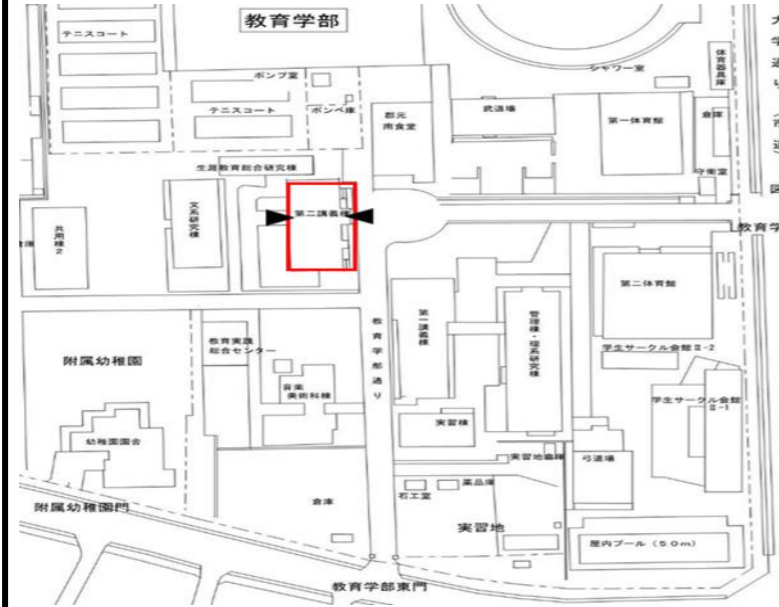 教育学部
テニスコート
ポンプ室
シャワー室
体育器具庫
テニスコート
ボンベ庫
郡元
南食堂
武道場
第一体育館
倉庫
生涯教育総合研究棟
守衛室
第二講義棟
文系研究棟
共用棟2
倉庫
教育学
第二体育館
第一講義棟
管理棟・理系研究棟
教育学部通り
教育実践
総合センター
附属幼稚園
学生サークル会館Ⅱ-2
音楽
美術科棟
学生サークル会館
Ⅱ-1
実習棟
幼稚園園舎
実習地倉庫
弓道場
石工室
薬品庫
倉庫
附属幼稚園門
実習地
屋内プール(50m)
教育学部東門